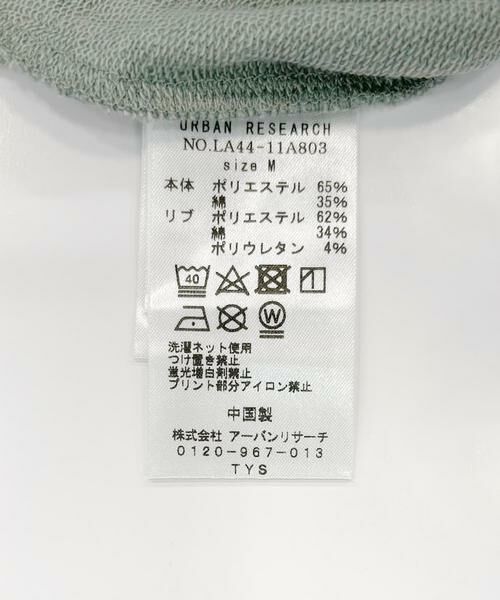 URBAN RESEARCH
NO.LA44-11A803
size M
本体 ポリエステル 65%
綿 35%
リブ ポリエステル 62%
綿 34%
ポリウレタン 4%
40
W
洗濯ネット使用
つけ置き禁止
蛍光増白剤禁止
プリント部分アイロン禁止
中国製
株式会社 アーバンリサーチ
0120-967-013
TYS